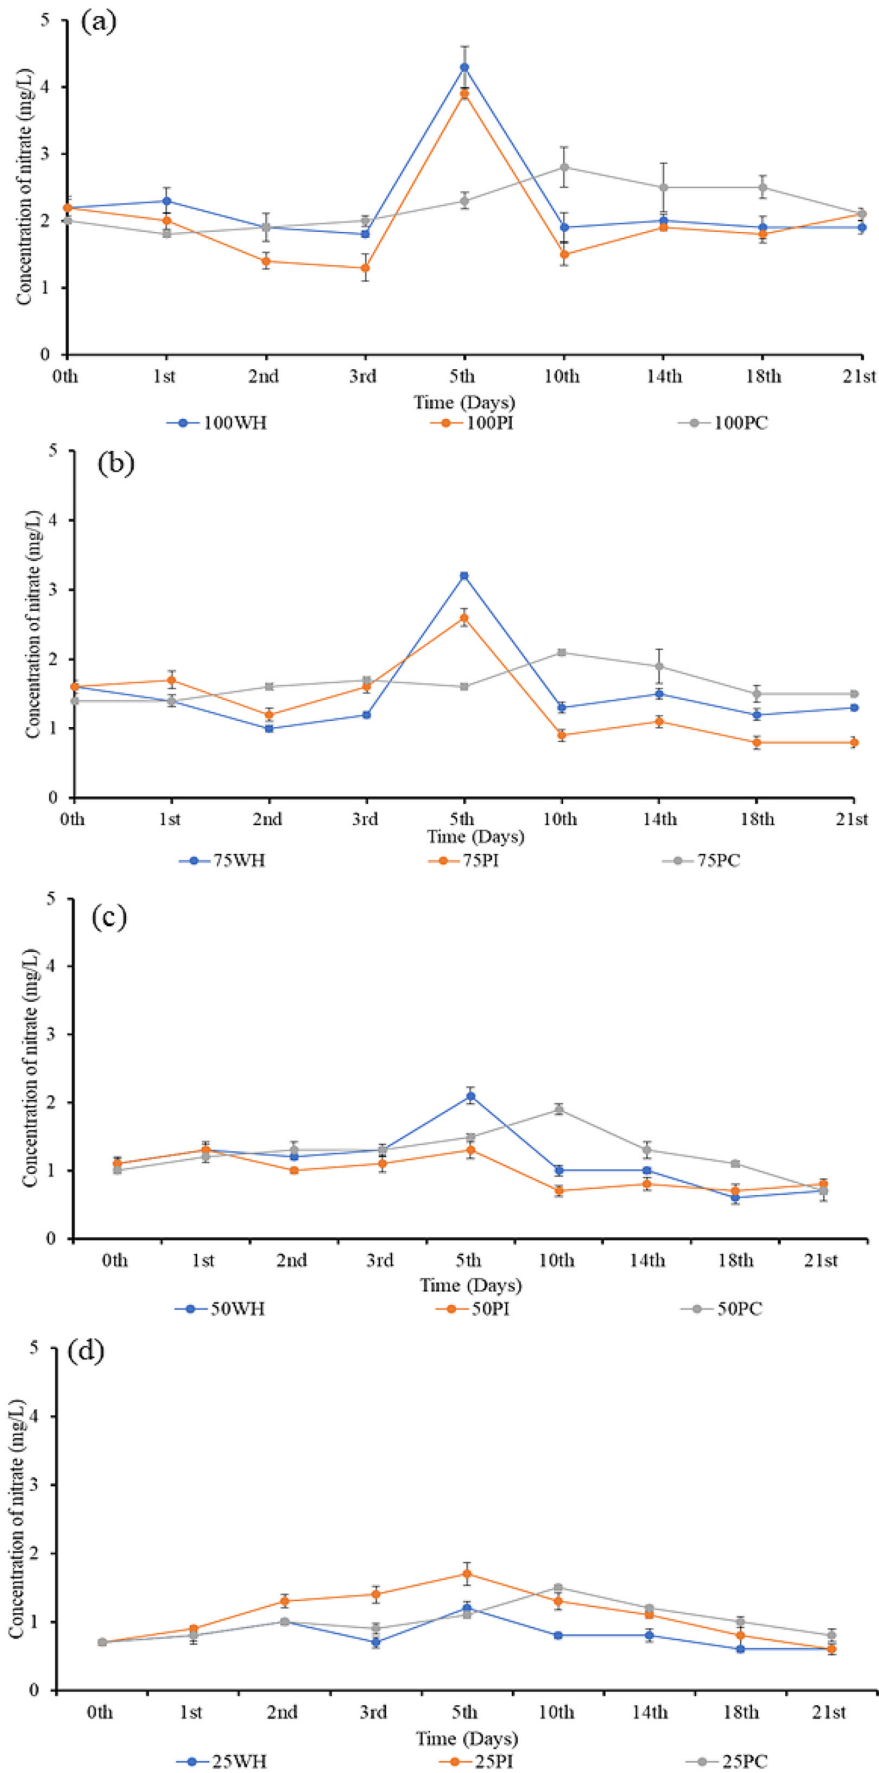 (a)
Concentration of nitrate (mg/L)
5
4
3
2
1
0
0th 1st 2nd 3rd 5th 10th 14th 18th 21st
Time (Days)
100WH 100PI 100PC
(b)
Concentration of nitrate (mg/L)
5
4
3
2
1
0
0th 1st 2nd 3rd 5th 10th 14th 18th 21st
Time (Days)
75WH 75PI 75PC
(c)
Concentration of nitrate (mg/L)
5
4
3
2
1
0
0th 1st 2nd 3rd 5th 10th 14th 18th 21st
Time (Days)
50WH 50PI 50PC
(d)
Concentration of nitrate (mg/L)
5
4
3
2
1
0
0th 1st 2nd 3rd 5th 10th 14th 18th 21st
Time (Days)
25WH 25PI 25PC